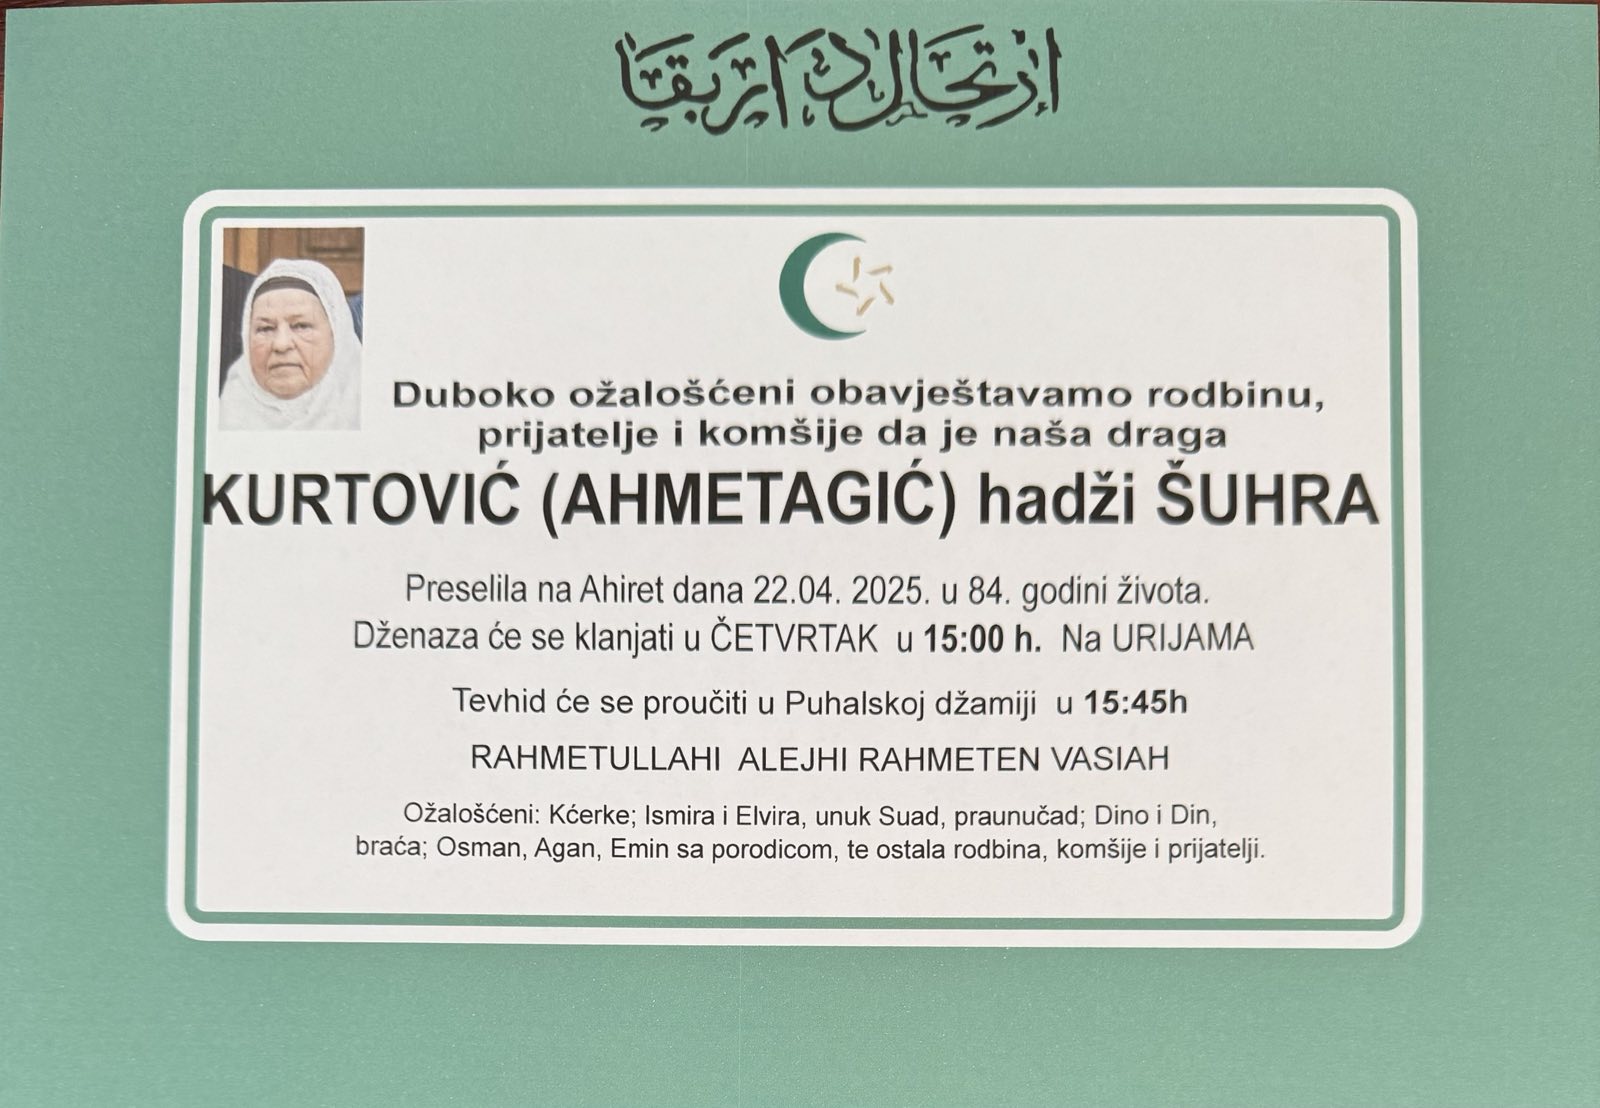 ارتحال دار بقا
Duboko ožalošćeni obavještavamo rodbinu,
prijatelje i komšije da je naša draga
KURTOVIĆ (AHMETAGIĆ) hadži ŠUHRA
Preselila na Ahiret dana 22.04. 2025. u 84. godini života.
Dženaza će se klanjati u ČETVRTAK u 15:00 h. Na URIJAMA
Tevhid će se proučiti u Puhalskoj džamiji u 15:45h
RAHMETULLAHI ALEJHI RAHMETEN VASIAH
Ožalošćeni: Kćerke; Ismira i Elvira, unuk Suad, praunučad; Dino i Din,
braća; Osman, Agan, Emin sa porodicom, te ostala rodbina, komšije i prijatelji.